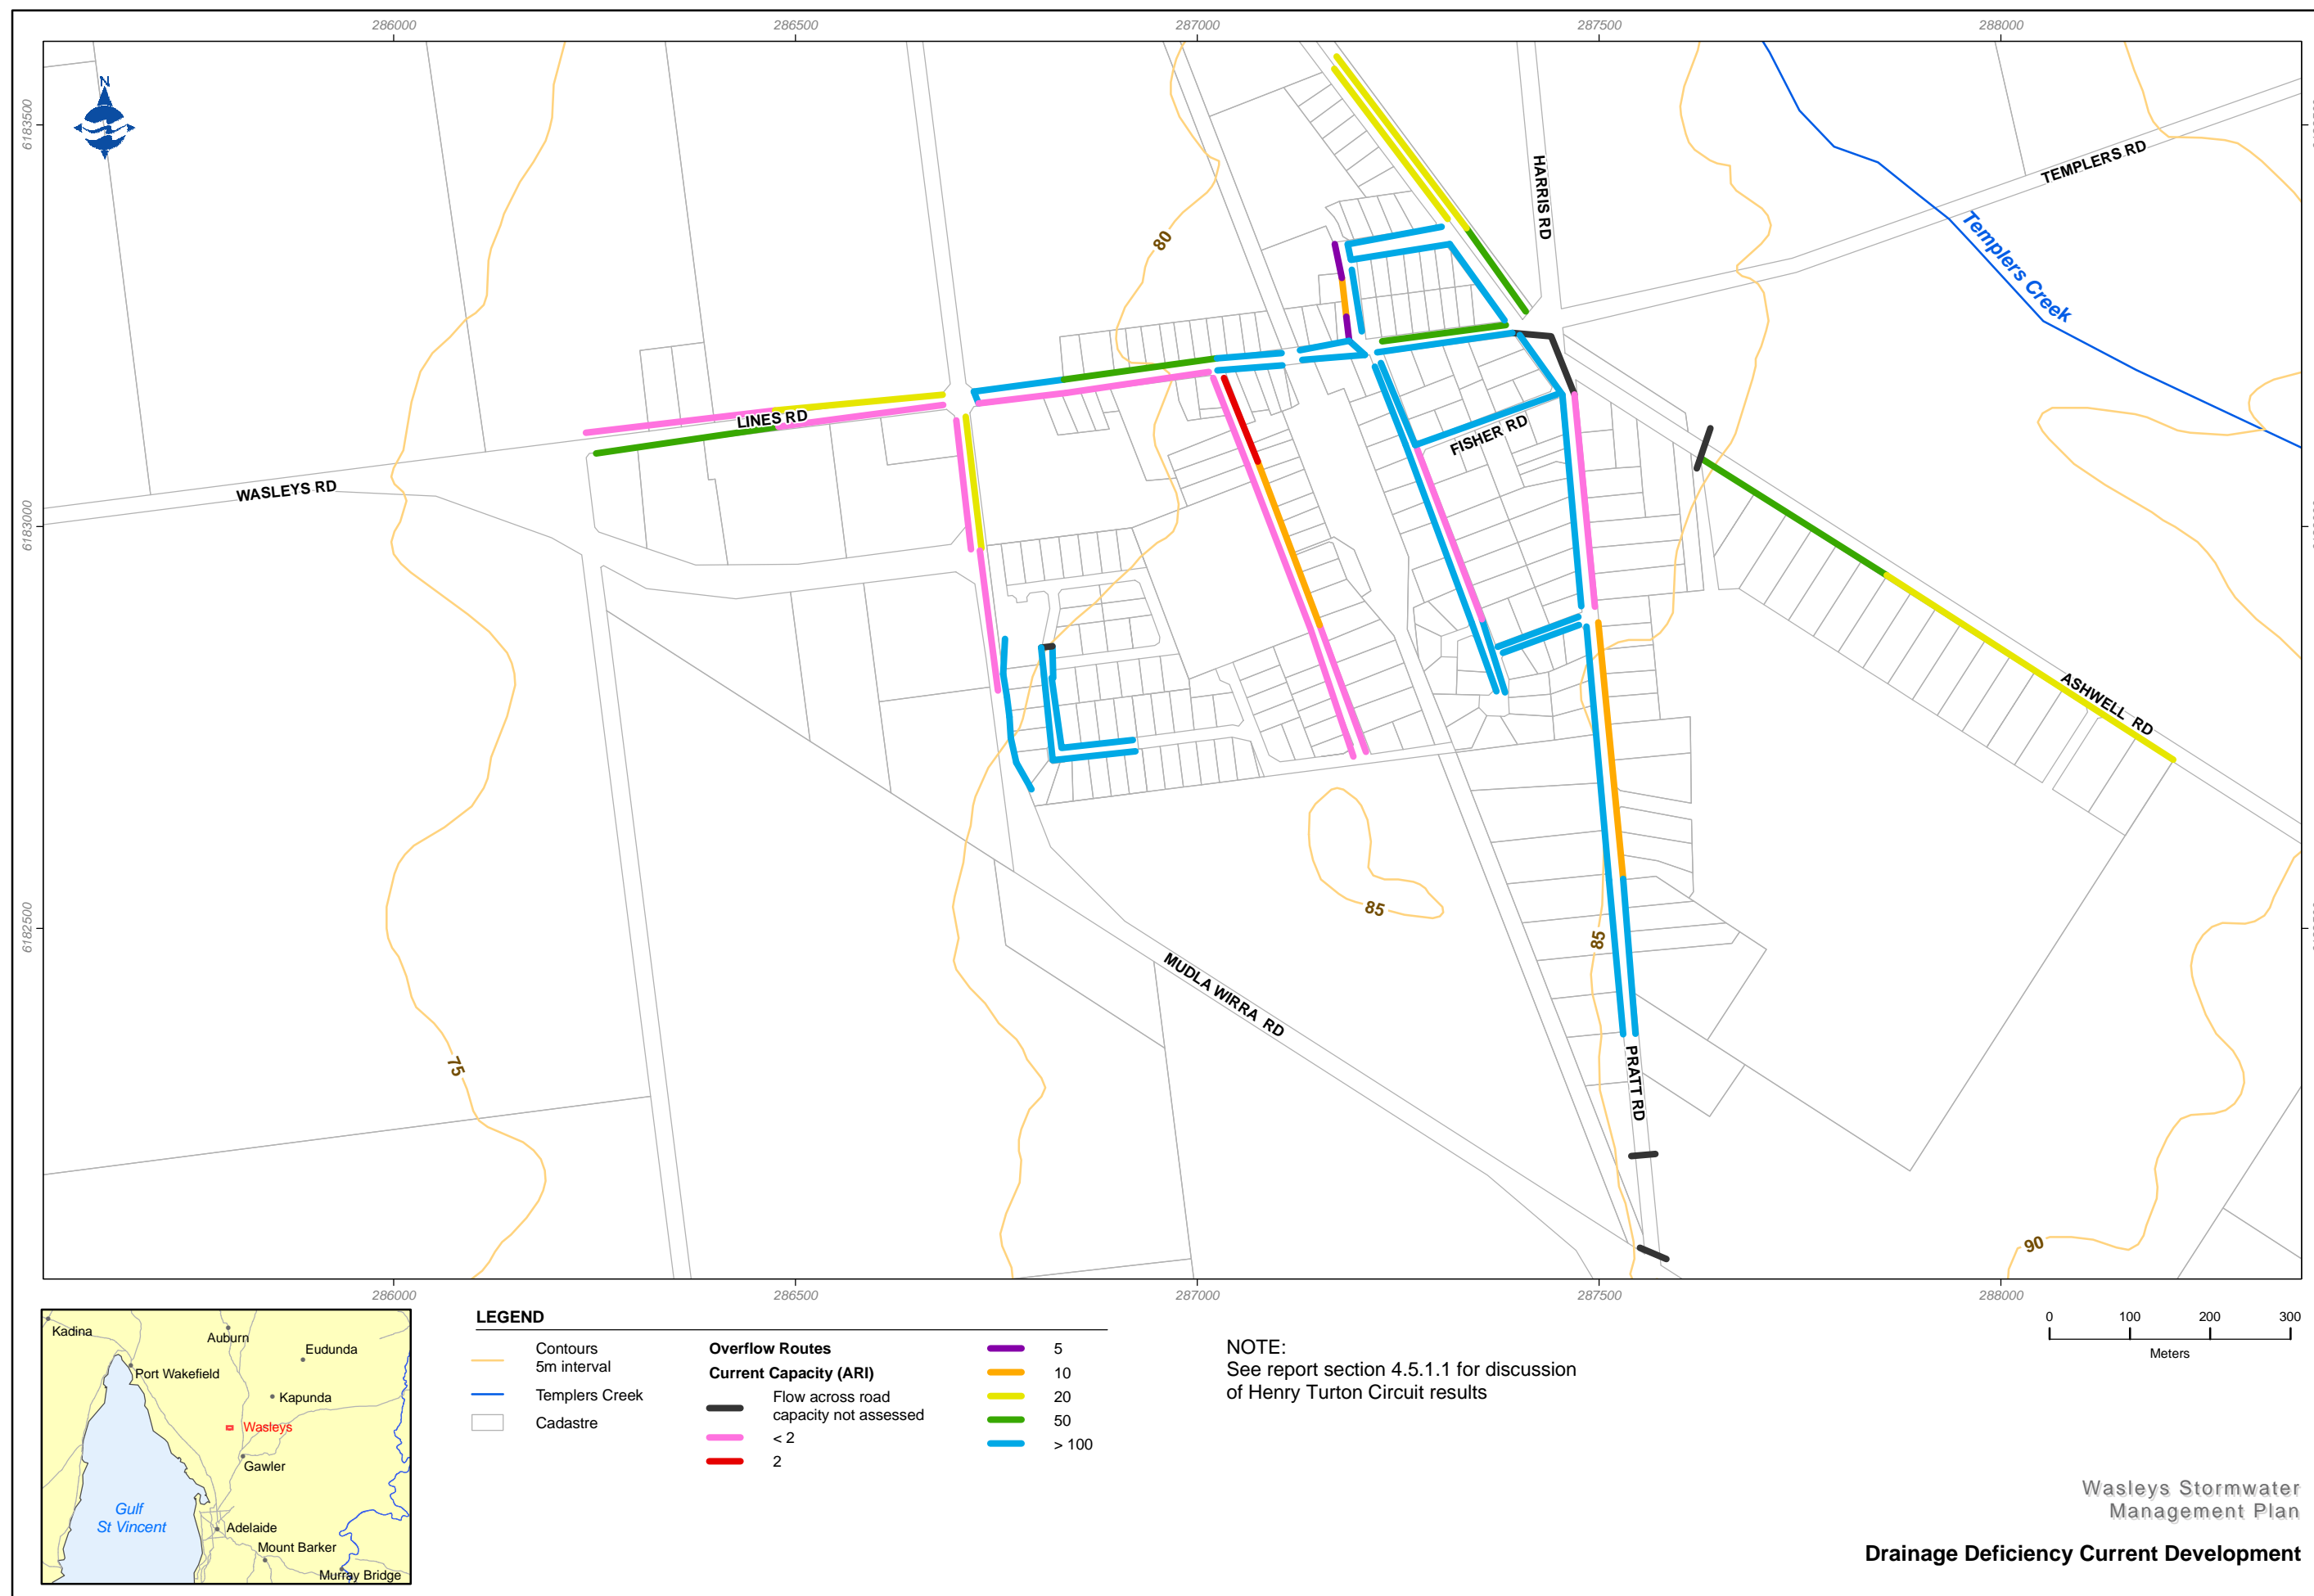 286000
286500
287000
287500
288000
N
6183500
6183000
6182500
HARRIS RD
TEMPLERS RD
Templers Creek
80
LINES RD
WASLEYS RD
FISHER RD
ASHWELL RD
85
85
MUDLA WIRRA RD
75
PRATT RD
90
286000
286500
287000
287500
288000
Kadina
Auburn
Eudunda
Port Wakefield
Kapunda
Wasleys
Gawler
Gulf
St Vincent
Adelaide
Mount Barker
Murray Bridge
LEGEND
Contours
5m interval
Templers Creek
Cadastre
Overflow Routes
Current Capacity (ARI)
Flow across road
capacity not assessed
< 2
2
5
10
20
50
> 100
NOTE:
See report section 4.5.1.1 for discussion
of Henry Turton Circuit results
0
100
200
300
Meters
Wasleys Stormwater
Management Plan
Drainage Deficiency Current Development